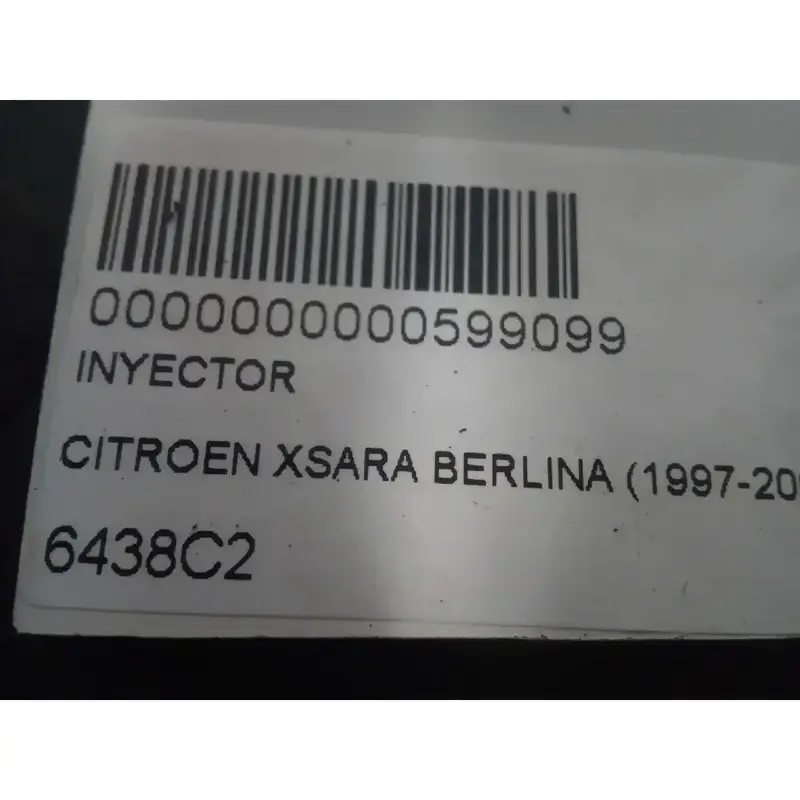 0000000000599099
INYECTOR
CITROEN XSARA BERLINA (1997-20
6438C2